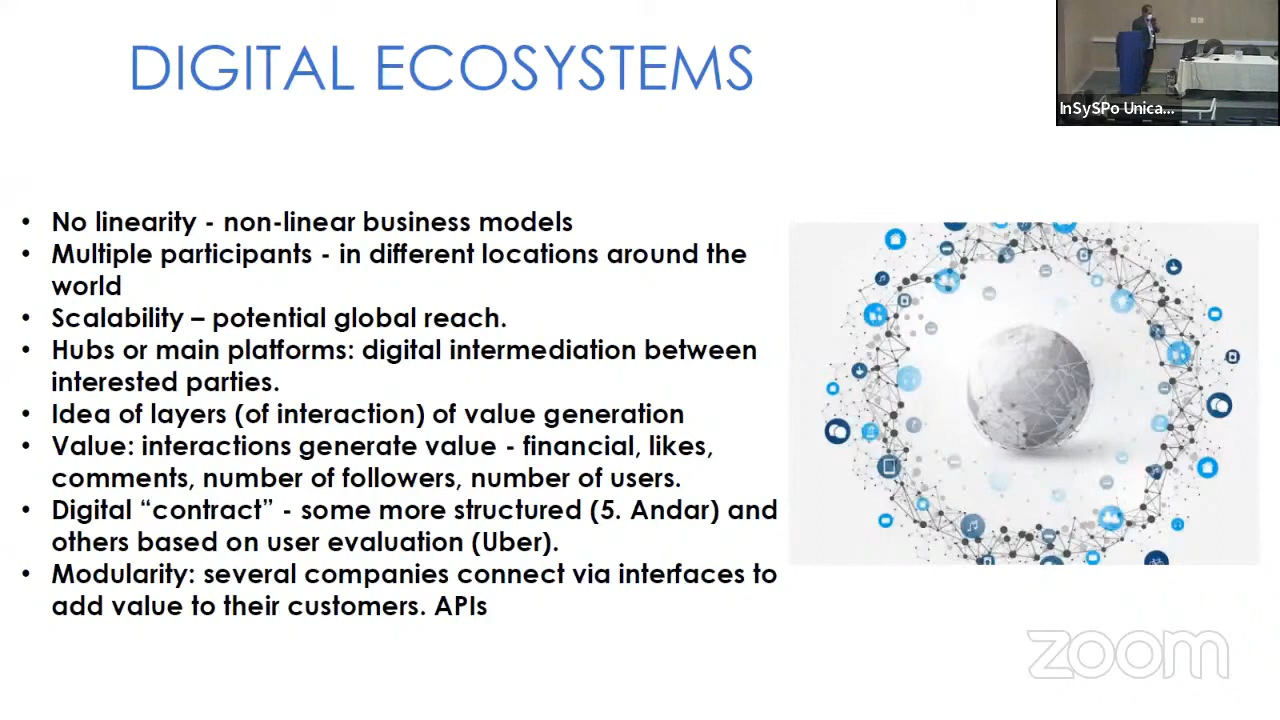 DIGITAL ECOSYSTEMS
InSySPo Unica...
• No linearity - non-linear business models
• Multiple participants - in different locations around the
world
• Scalability – potential global reach.
• Hubs or main platforms: digital intermediation between
interested parties.
• Idea of layers (of interaction) of value generation
• Value: interactions generate value - financial, likes,
comments, number of followers, number of users.
• Digital “contract” - some more structured (5. Andar) and
others based on user evaluation (Uber).
• Modularity: several companies connect via interfaces to
add value to their customers. APIs
zoom